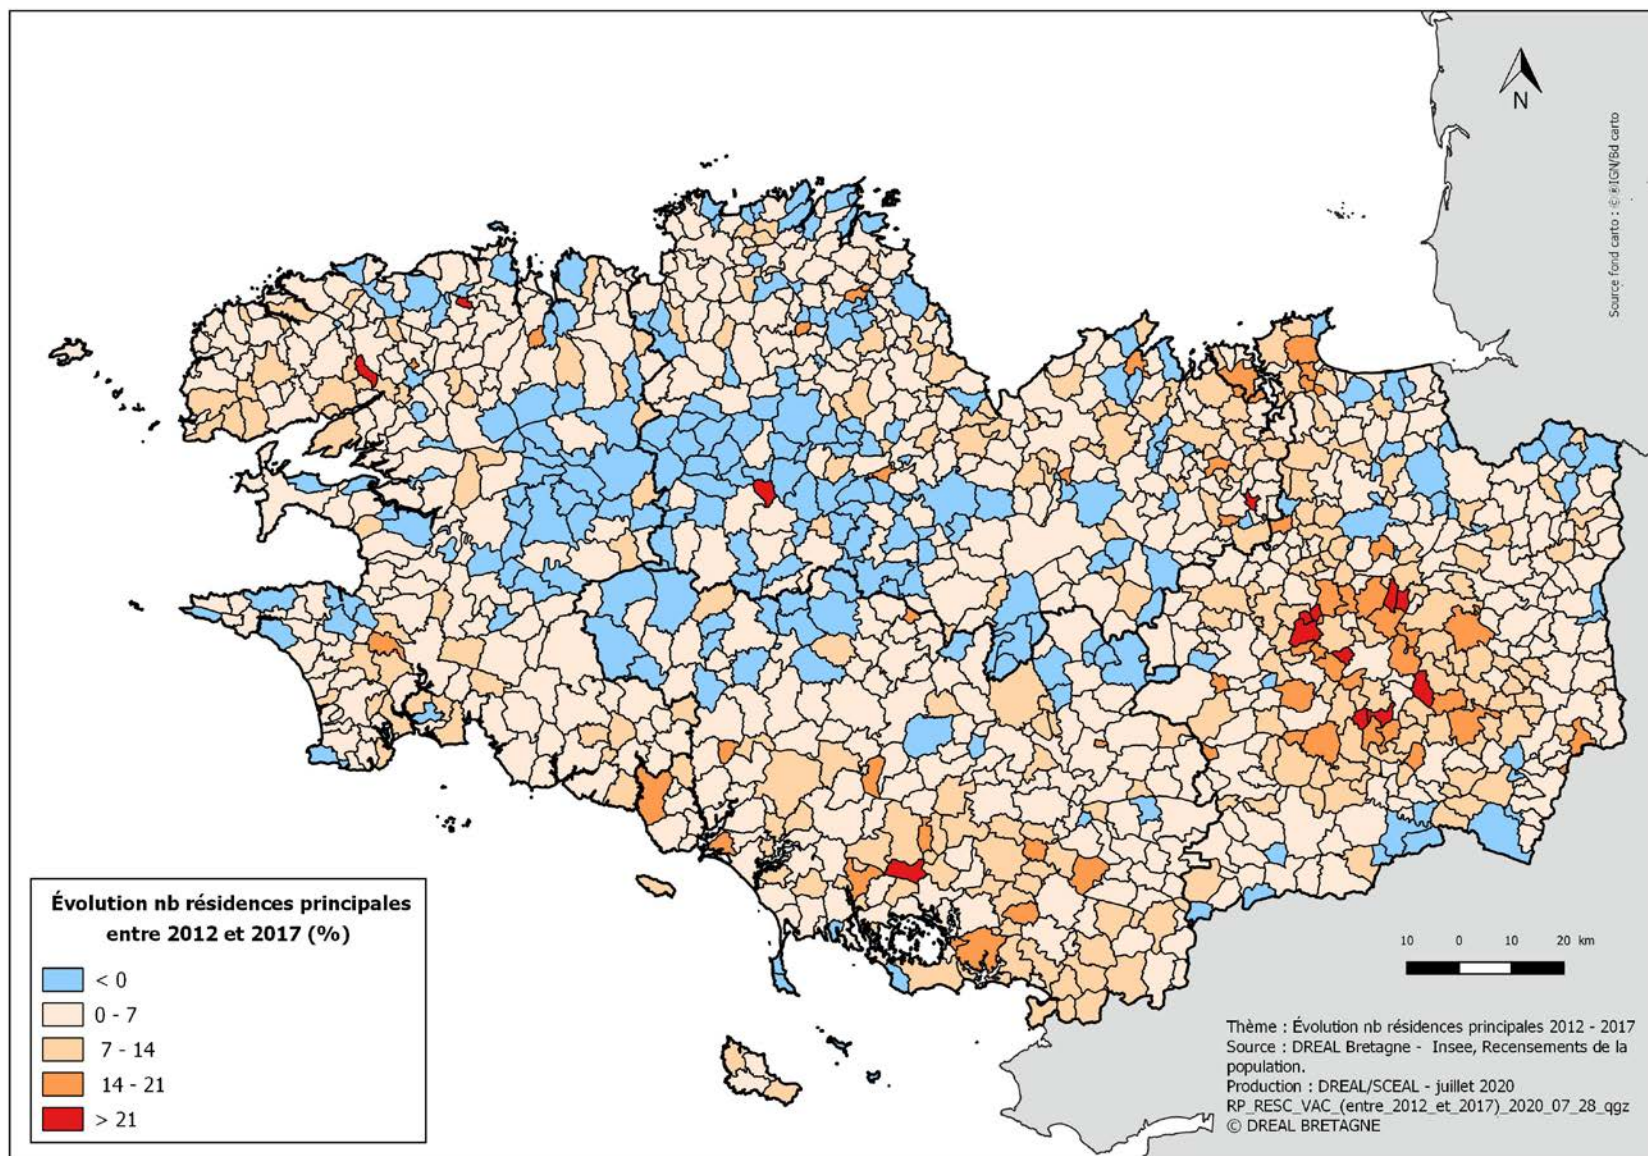 N
Source fond carto : ©®IGN/Bd carto
Évolution nb résidences principales
entre 2012 et 2017 (%)
< 0
0 - 7
7 - 14
14 - 21
> 21
10 0 10 20 km
Thème : Évolution nb résidences principales 2012 - 2017
Source : DREAL Bretagne - Insee, Recensements de la
population.
Production : DREAL/SCEAL - juillet 2020
RP_RESC_VAC_(entre_2012_et_2017)_2020_07_28_qgz
© DREAL BRETAGNE